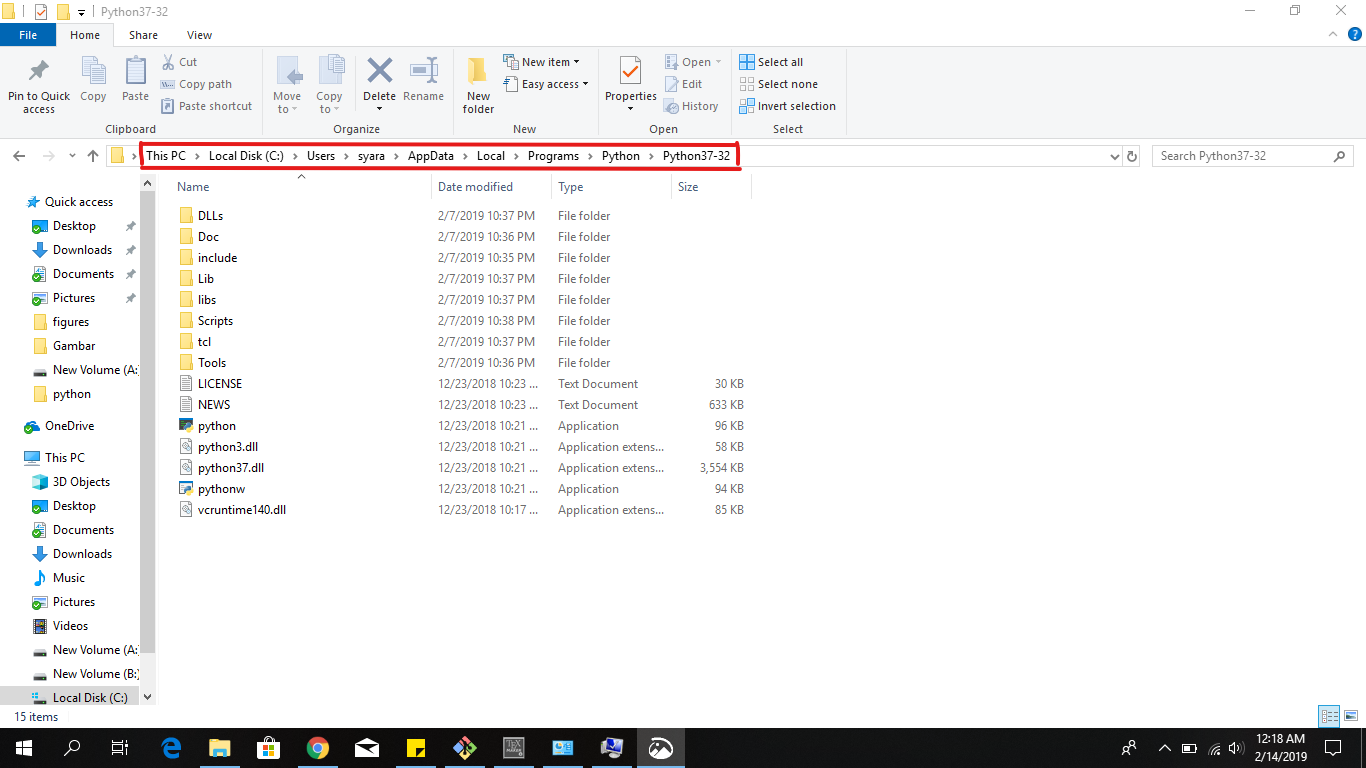 Python37-32
File Home Share View
Pin to Quick access
Copy
Paste
Cut
Copy path
Paste shortcut
Clipboard
Move to
Copy to
Delete
Rename
Organize
New folder
New item
Easy access
New
Properties
Open
Edit
History
Open
Select all
Select none
Invert selection
Select
This PC > Local Disk (C:) > Users > syara > AppData > Local > Programs > Python > Python37-32
Search Python37-32
Quick access
Desktop
Downloads
Documents
Pictures
figures
Gambar
New Volume (A:
python
OneDrive
This PC
3D Objects
Desktop
Documents
Downloads
Music
Pictures
Videos
New Volume (A:
New Volume (B:)
Local Disk (C:)
Name Date modified Type Size
DLLs 2/7/2019 10:37 PM File folder
Doc 2/7/2019 10:36 PM File folder
include 2/7/2019 10:35 PM File folder
Lib 2/7/2019 10:37 PM File folder
libs 2/7/2019 10:37 PM File folder
Scripts 2/7/2019 10:38 PM File folder
tcl 2/7/2019 10:37 PM File folder
Tools 2/7/2019 10:36 PM File folder
LICENSE 12/23/2018 10:23 ... Text Document 30 KB
NEWS 12/23/2018 10:23 ... Text Document 633 KB
python 12/23/2018 10:21 ... Application 96 KB
python3.dll 12/23/2018 10:21 ... Application extens... 58 KB
python37.dll 12/23/2018 10:21 ... Application extens... 3,554 KB
pythonw 12/23/2018 10:21 ... Application 94 KB
vcruntime140.dll 12/23/2018 10:17 ... Application extens... 85 KB
15 items
12:18 AM
2/14/2019